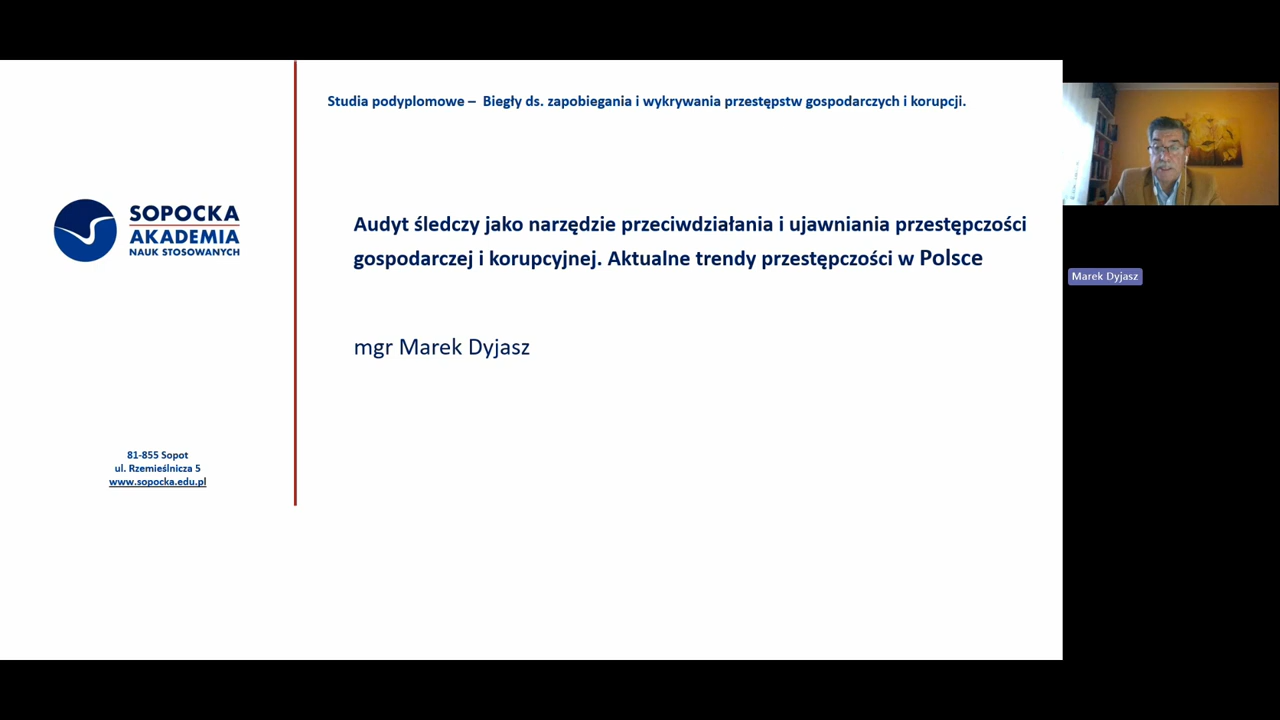 Studia podyplomowe – Biegły ds. zapobiegania i wykrywania przestępstw gospodarczych i korupcji.
SOPOCKA
AKADEMIA
NAUK STOSOWANYCH
Audyt śledczy jako narzędzie przeciwdziałania i ujawniania przestępczości
gospodarczej i korupcyjnej. Aktualne trendy przestępczości w Polsce
mgr Marek Dyjasz
81-855 Sopot
ul. Rzemieślnicza 5
www.sopocka.edu.pl
Marek Dyjasz